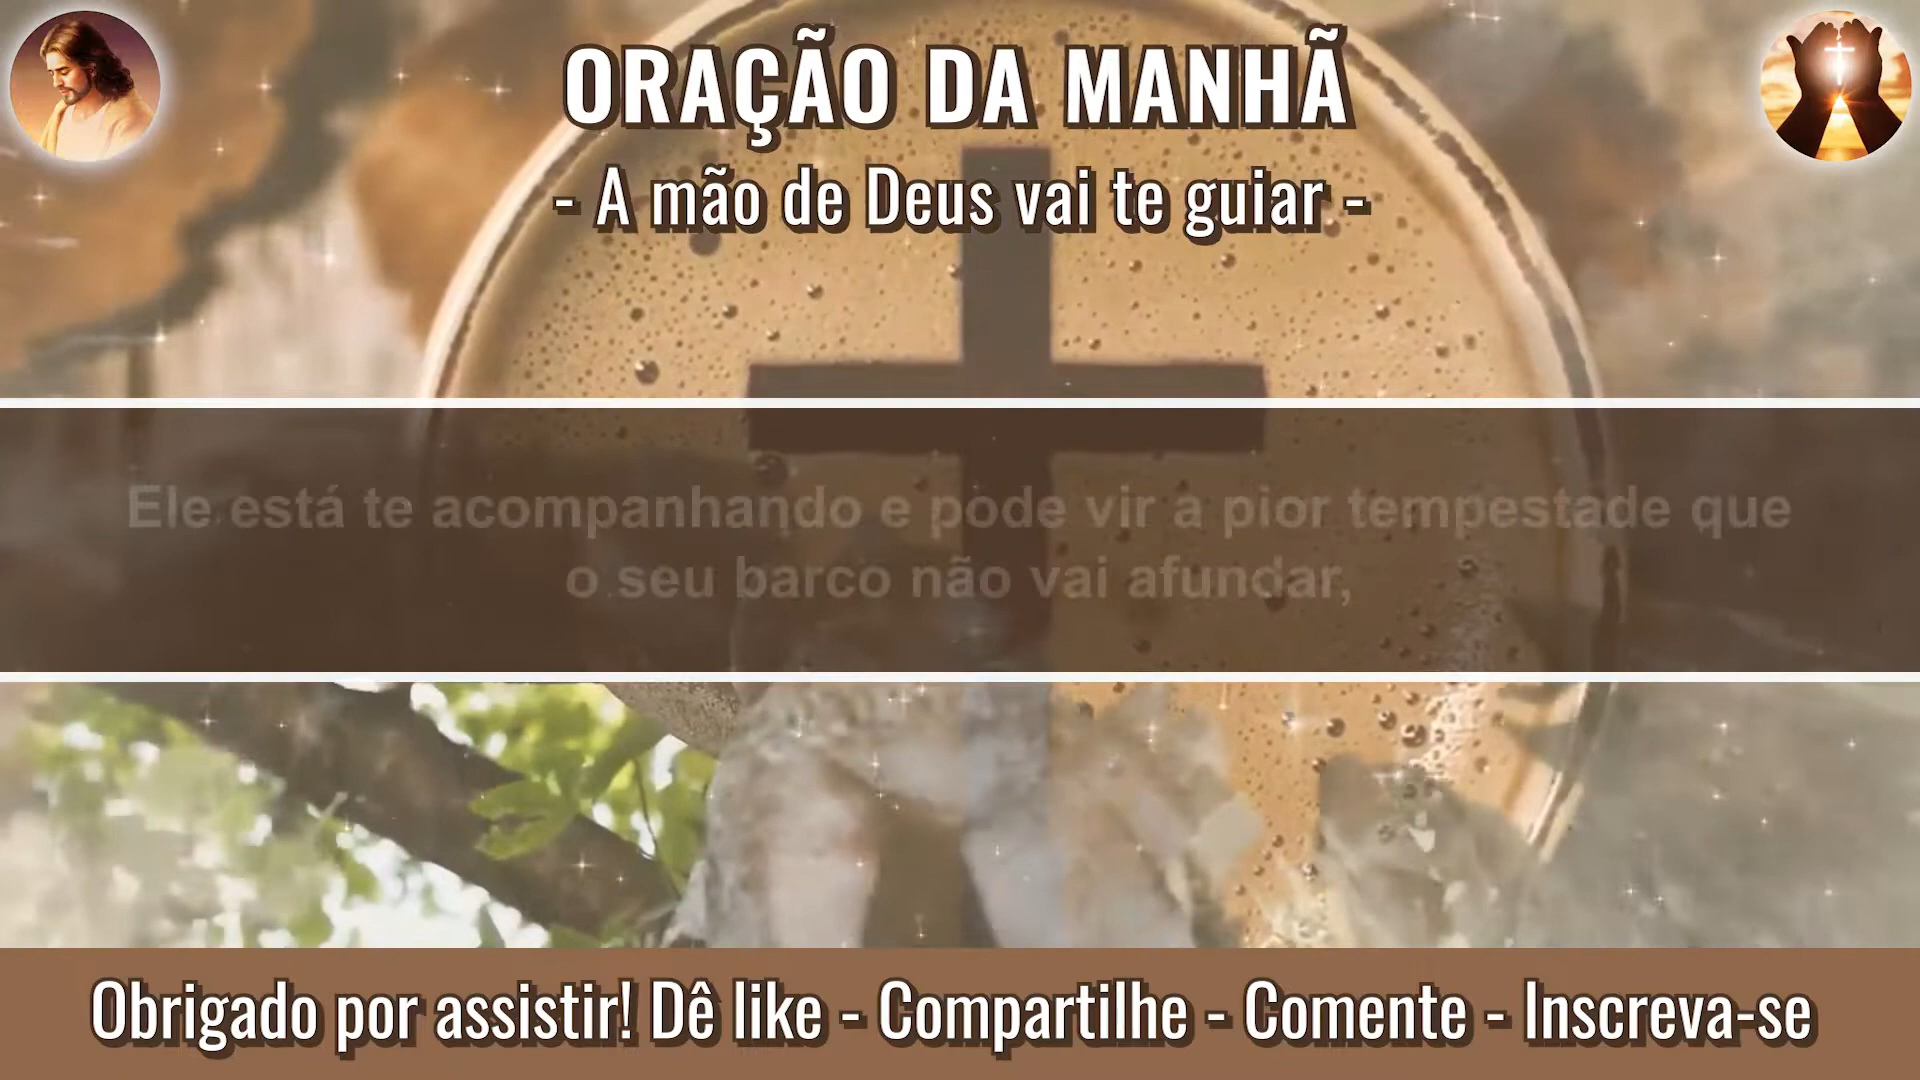 ORAÇÃO DA MANHÃ
- A mão de Deus vai te guiar -
Ele está te acompanhando e pode vir a pior tempestade que
o seu barco não vai afundar,
Obrigado por assistir! Dê like - Compartilhe - Comente - Inscreva-se